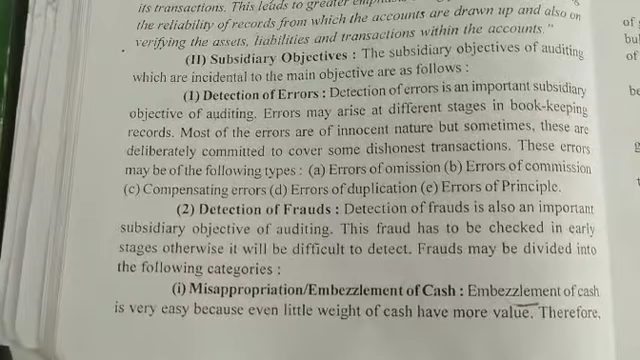 its transactions. This leads to greater
the reliability of records from which the accounts are drawn up and also on
verifying the assets, liabilities and transactions within the accounts."
(II) Subsidiary Objectives : The subsidiary objectives of auditing
which are incidental to the main objective are as follows :
(1) Detection of Errors : Detection of errors is an important subsidiary
objective of auditing. Errors may arise at different stages in book-keeping
records. Most of the errors are of innocent nature but sometimes, these are
deliberately committed to cover some dishonest transactions. These errors
may be of the following types : (a) Errors of omission (b) Errors of commission
(c) Compensating errors (d) Errors of duplication (e) Errors of Principle.
(2) Detection of Frauds : Detection of frauds is also an important
subsidiary objective of auditing. This fraud has to be checked in early
stages otherwise it will be difficult to detect. Frauds may be divided into
the following categories :
(i) Misappropriation/Embezzlement of Cash : Embezzlement of cash
is very easy because even little weight of cash have more value. Therefore,
of
of